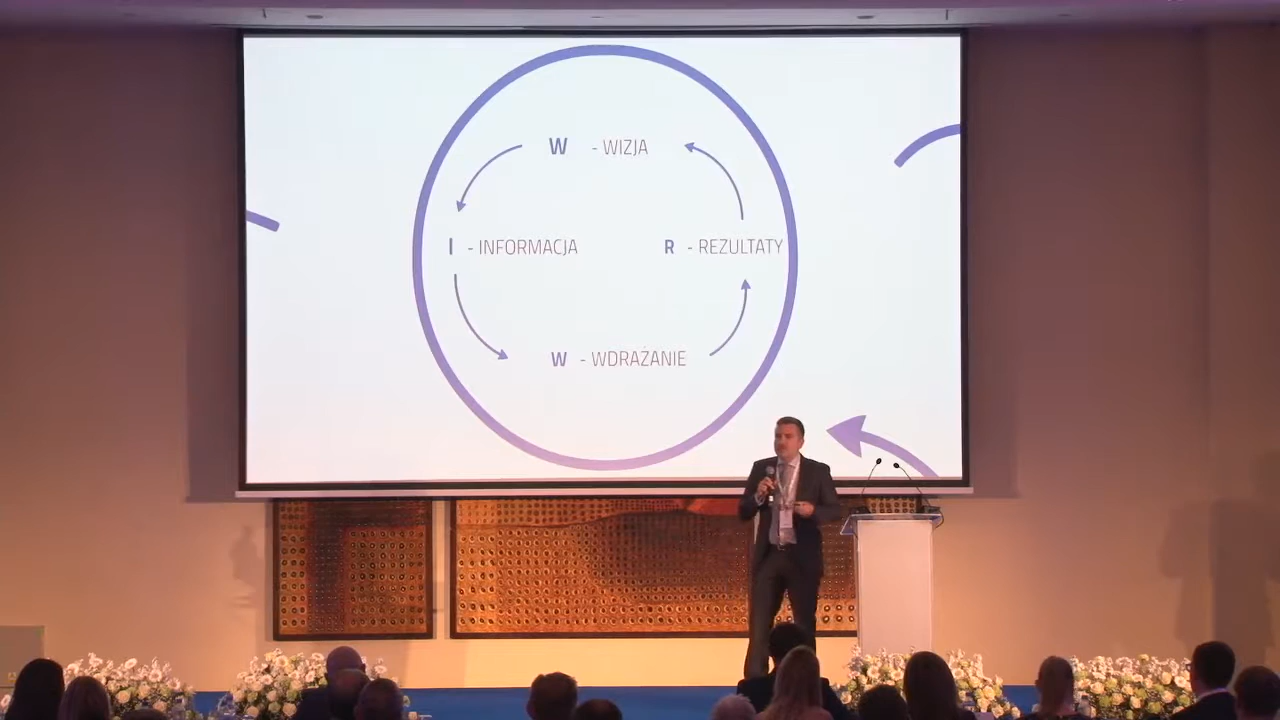 W - WIZJA
I - INFORMACJA
R - REZULTATY
W - WDRAŻANIE